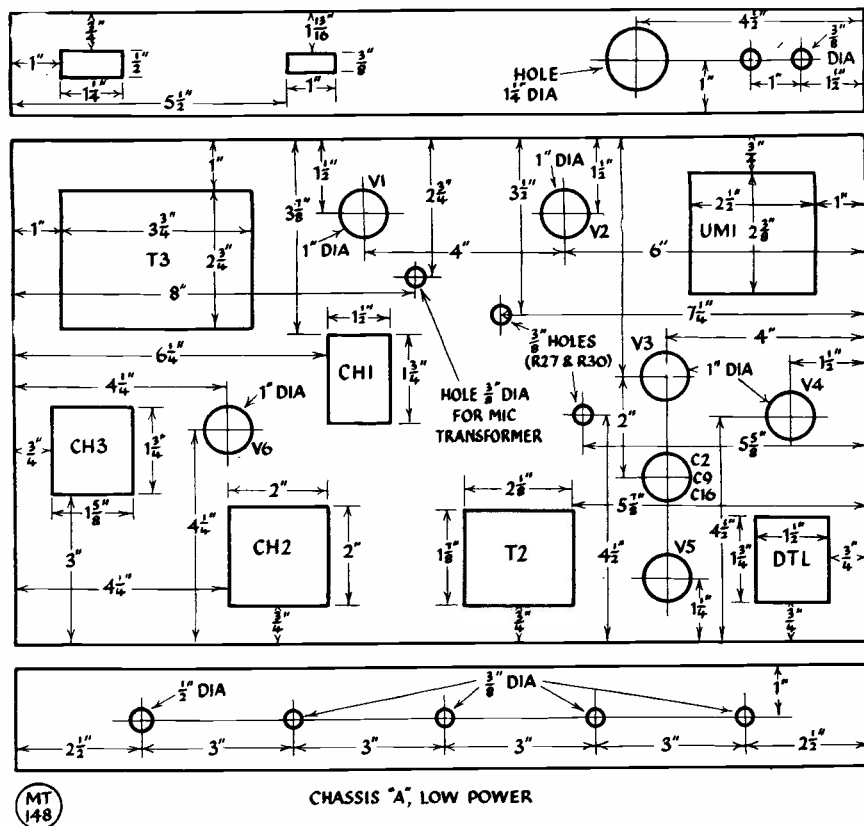 3/4"
1 13/16
4 1/2"
1"
1/2"
3/8"
3/8"
DIA
HOLE
1 1/4" DIA
1 1/4"
1"
1"
1"
1 1/2"
5 1/2"
1"
3 7/8"
1 1/2"
2 3/4"
3 1/2"
1 1/2"
3/4"
1" DIA
V1
1" DIA
V2
1"
3 3/4"
T3
2 3/4"
1" DIA
4"
6"
2 1/2"
UM1
2 3/8"
1"
8"
7 1/4"
1 1/2"
6 1/4"
CH1
1 3/4"
3/8"
HOLES
(R27 & R30)
V3
4"
1 1/2"
4 1/4"
1" DIA
V6
HOLE 3/8" DIA
FOR MIC
TRANSFORMER
1" DIA
V4
2"
5 5/8"
CH3
3/4"
1 3/4"
1 5/8"
C2
C9
C16
5 7/8"
2"
2 1/8"
4 1/4"
3"
CH2
2"
1 7/8"
T2
4 1/2"
V5
1 1/4"
4 1/2"
1 1/2"
1 3/4"
DTL
3/4"
4 1/4"
3/4"
3/4"
3/4"
1/2" DIA
3/8" DIA
1"
2 1/2"
3"
3"
3"
3"
2 1/2"
MT
148
CHASSIS "A", LOW POWER